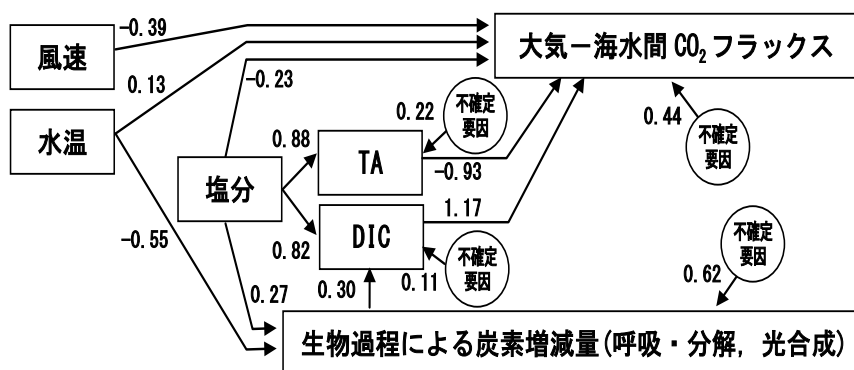 -0.39
風速
大気－海水間 CO₂ フラックス
0.13
-0.23
水温
0.22
不確定
要因
0.44
不確定
要因
0.88
TA
-0.93
塩分
1.17
DIC
-0.55
0.82
不確定
要因
0.11
不確定
要因
0.62
0.27
0.30
生物過程による炭素増減量(呼吸・分解，光合成)